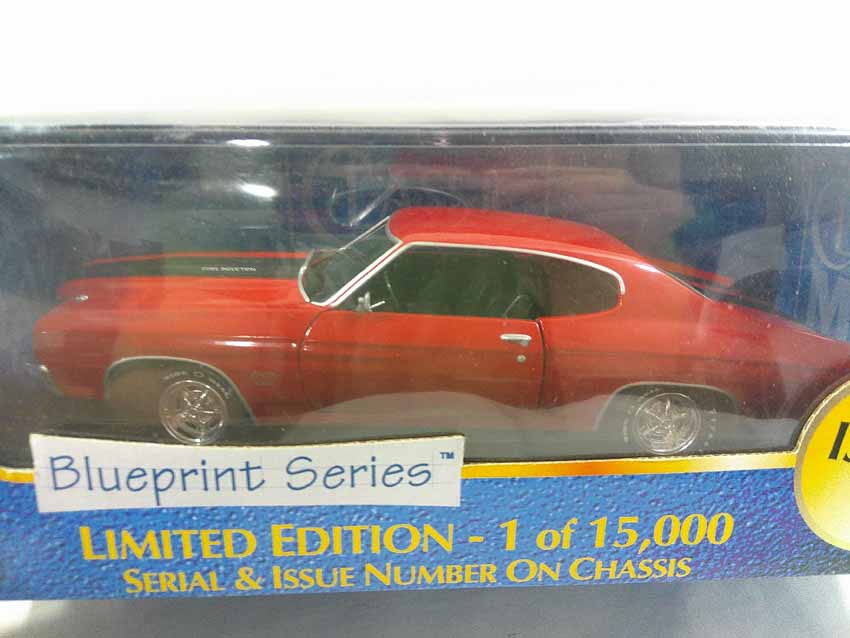 Blueprint Series™
LIMITED EDITION - 1 of 15,000
SERIAL & ISSUE NUMBER ON CHASSIS